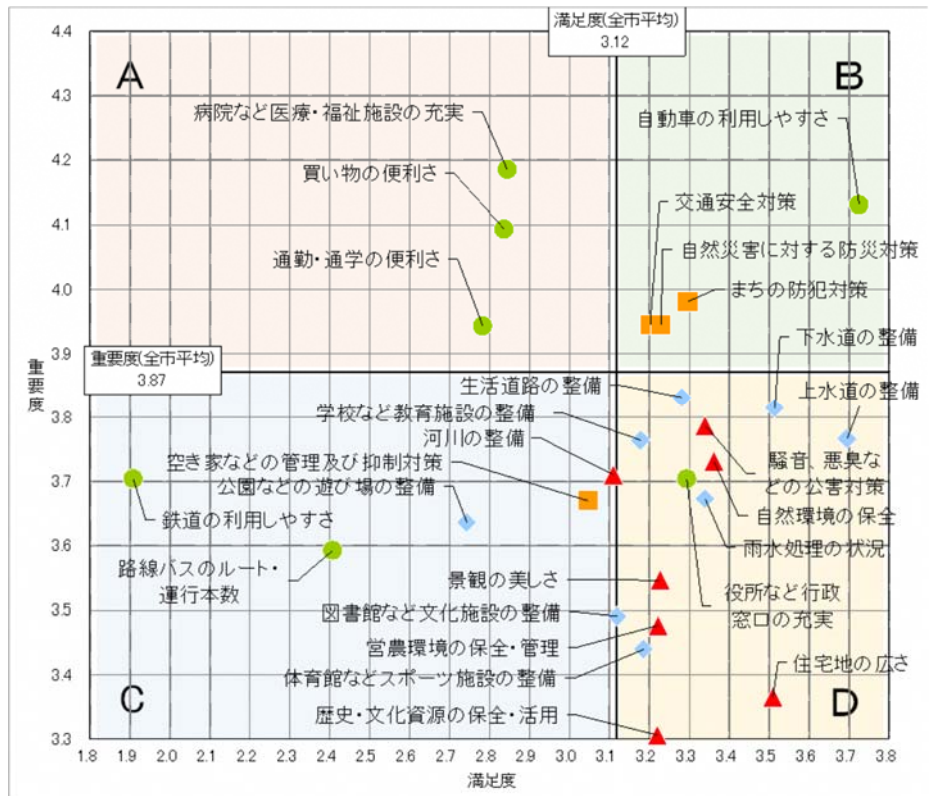 満足度(全市平均)
3.12
4.4
4.3
4.2
4.1
4.0
3.9
3.8
3.7
3.6
3.5
3.4
3.3
重要度
A
B
病院など医療・福祉施設の充実
自動車の利用しやすさ
買い物の便利さ
交通安全対策
通勤・通学の便利さ
自然災害に対する防災対策
まちの防犯対策
重要度(全市平均)
3.87
下水道の整備
生活道路の整備
上水道の整備
学校など教育施設の整備
河川の整備
空き家などの管理及び抑制対策
騒音、悪臭な
どの公害対策
公園などの遊び場の整備
自然環境の保全
鉄道の利用しやすさ
雨水処理の状況
路線バスのルート・
運行本数
景観の美しさ
役所など行政
窓口の充実
図書館など文化施設の整備
営農環境の保全・管理
住宅地の広さ
体育館などスポーツ施設の整備
C
D
歴史・文化資源の保全・活用
1.8 1.9 2.0 2.1 2.2 2.3 2.4 2.5 2.6 2.7 2.8 2.9 3.0 3.1 3.2 3.3 3.4 3.5 3.6 3.7 3.8
満足度